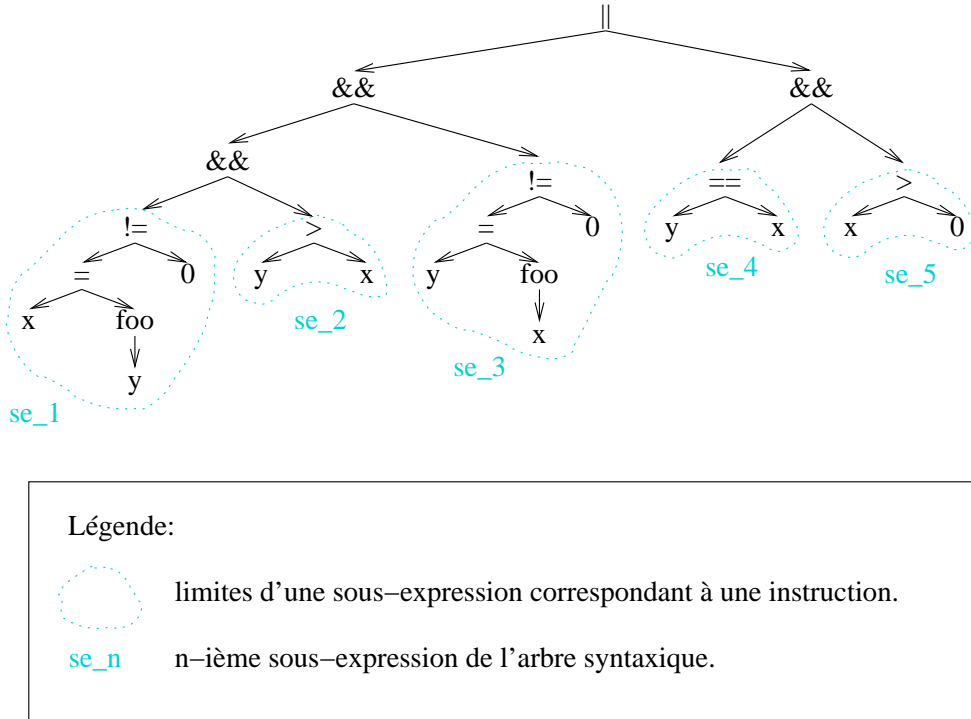 ||
&& &&
&&
!= == >
!= > y x x 0
= 0 y x = 0 se_4 se_5
y foo
x foo se_2
x
y se_3
se_1
Légende:
limites d'une sous−expression correspondant à une instruction.
se_n n−ième sous−expression de l'arbre syntaxique.